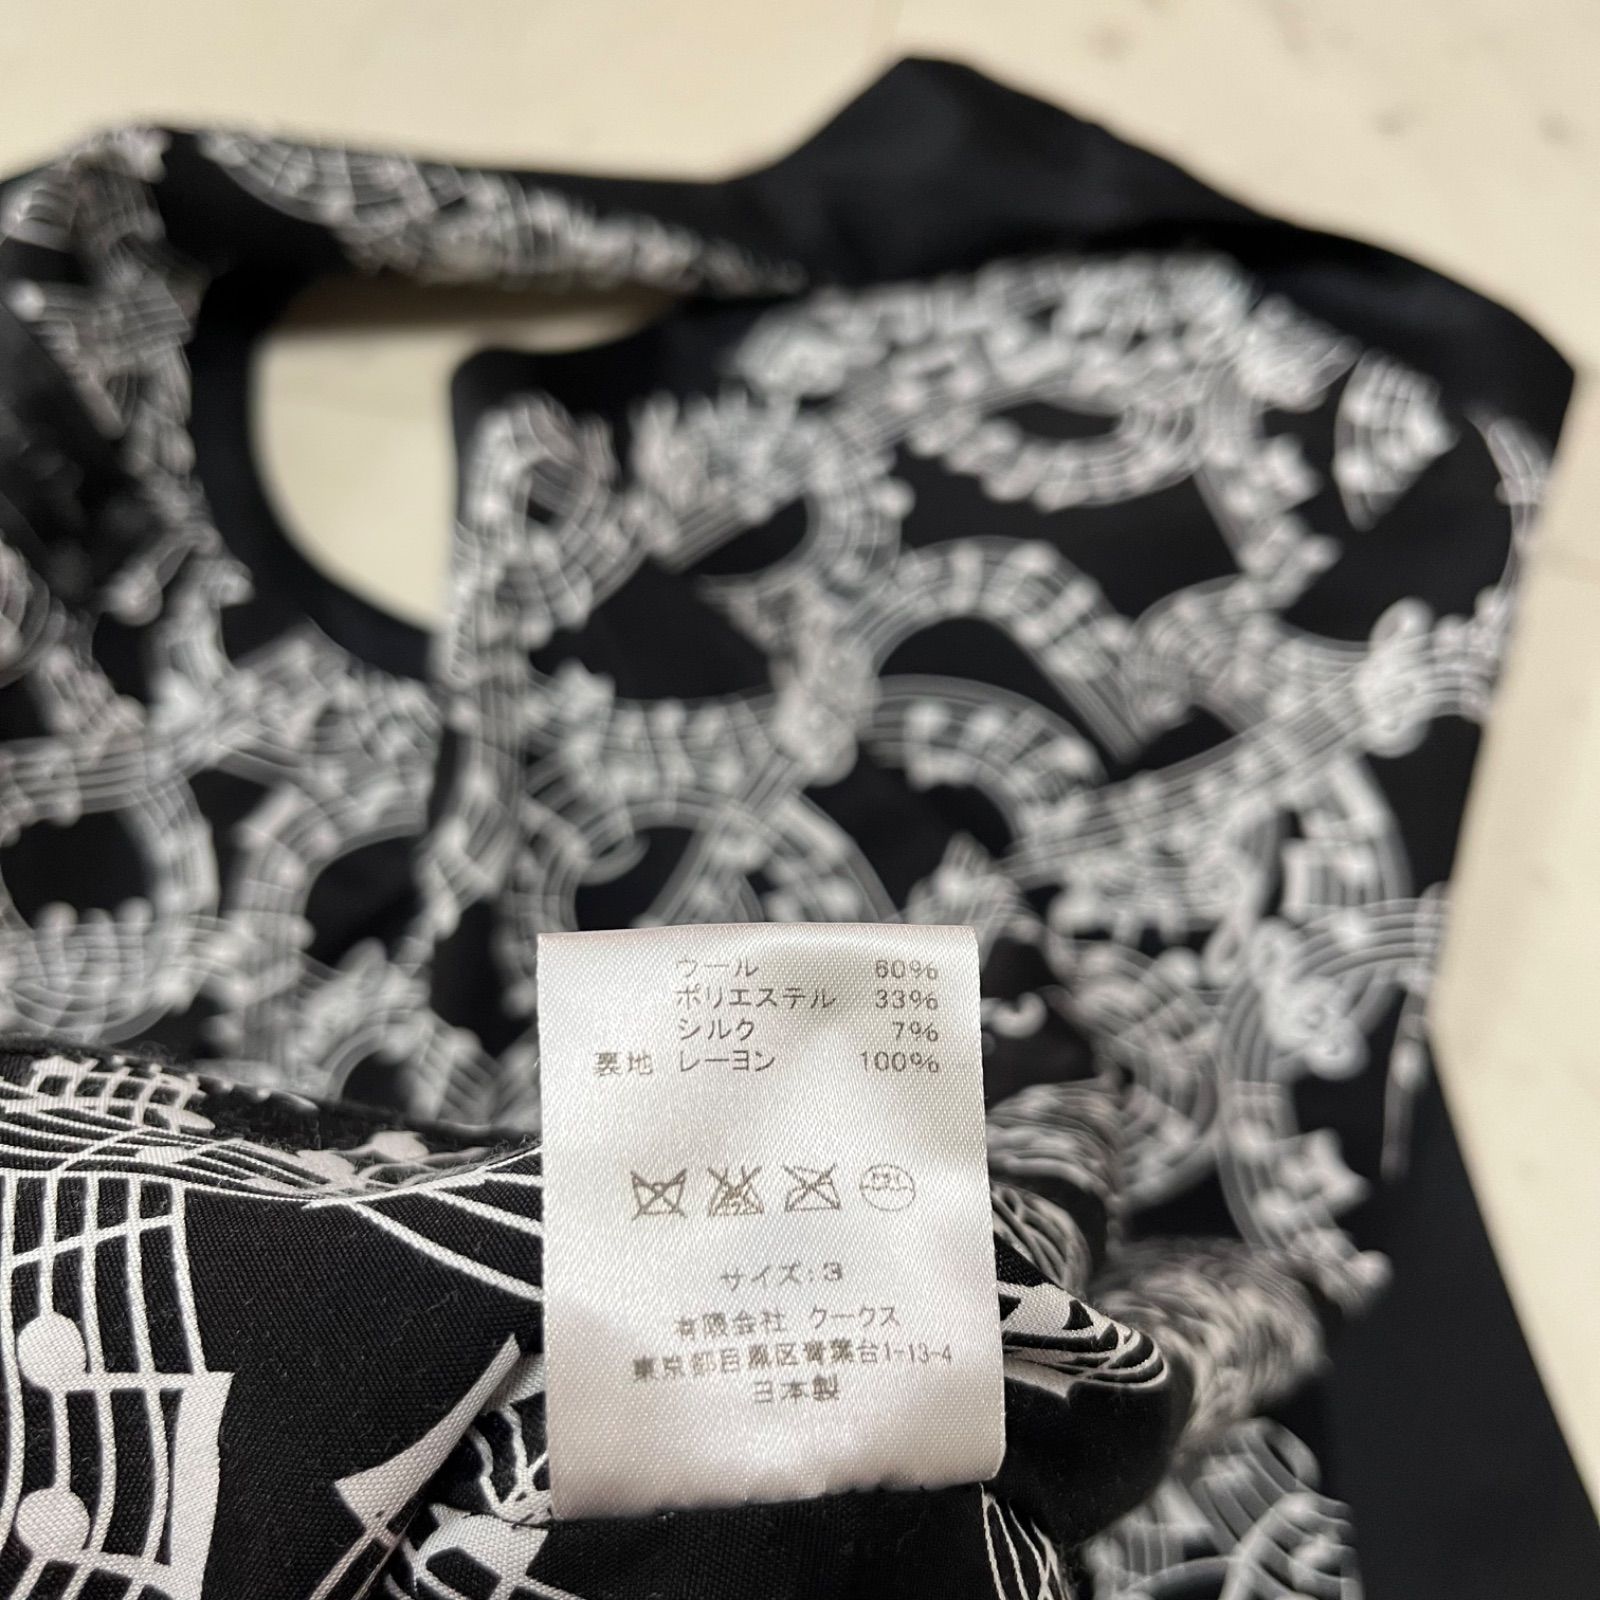 ウール 60%
ポリエステル 33%
シルク 7%
裏地 レーヨン 100%
サイズ:3
有限会社 クークス
東京都目黒区青葉台1-13-4
日本製